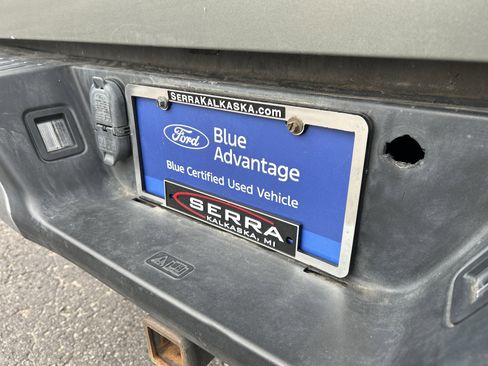 SERRAKALKASKA.COM
Ford
Blue
Advantage
Blue Certified Used Vehicle
SERRA
KALKASKA, MI